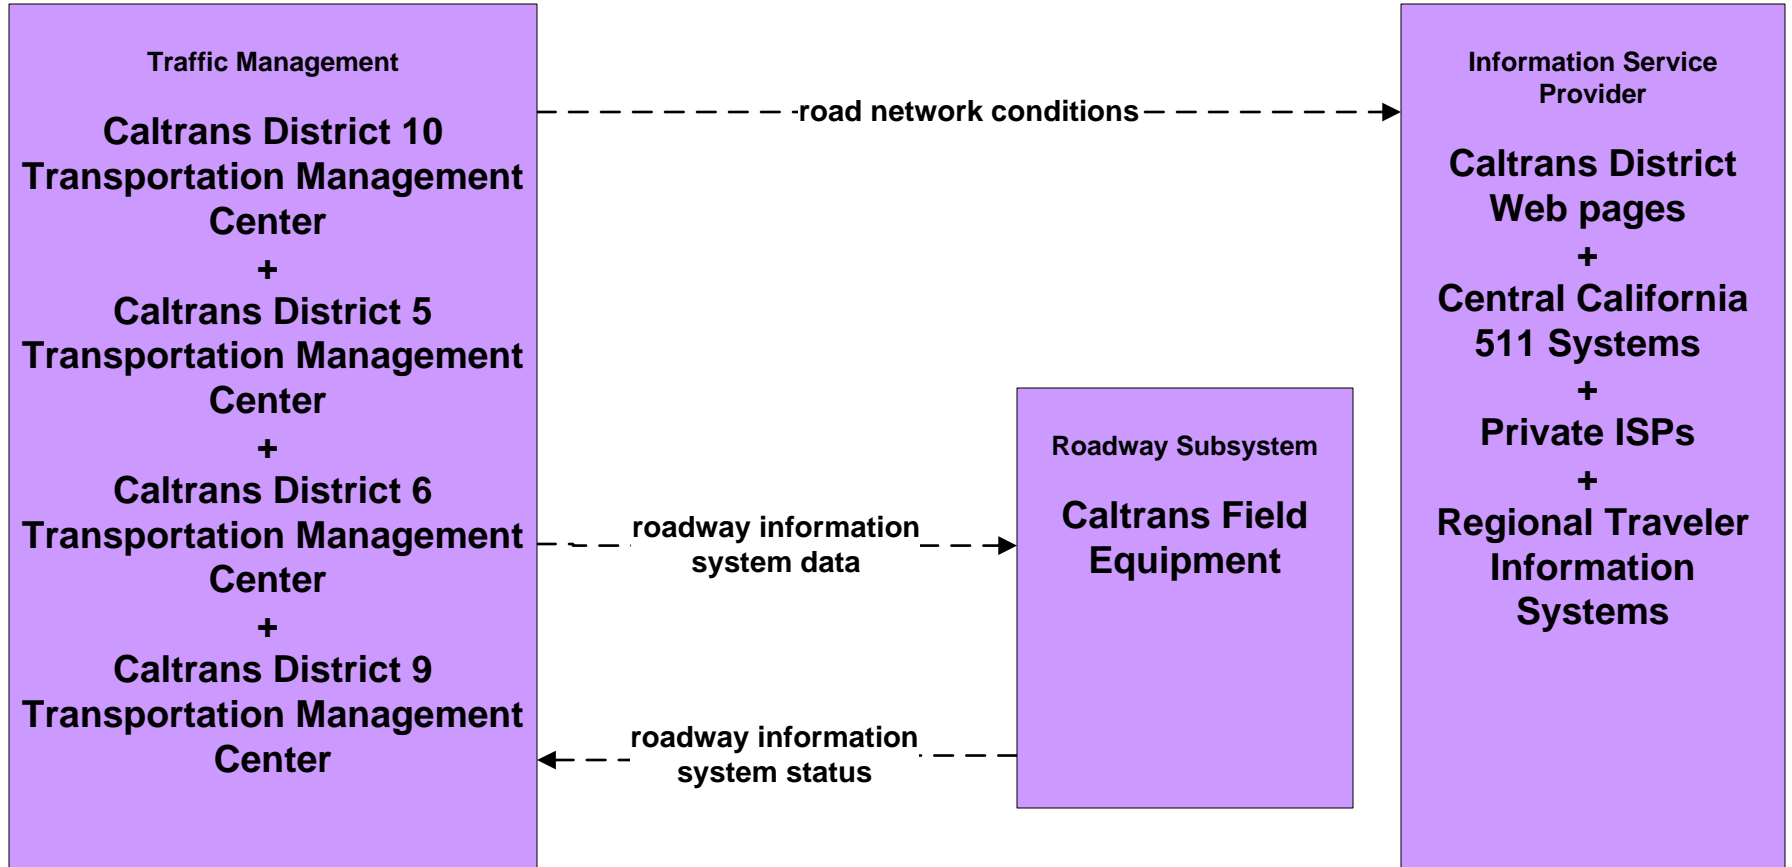 Traffic Management
Caltrans District 10
Transportation Management
Center
+
Caltrans District 5
Transportation Management
Center
+
Caltrans District 6
Transportation Management
Center
+
Caltrans District 9
Transportation Management
Center
road network conditions
roadway information
system data
roadway information
system status
Roadway Subsystem
Caltrans Field
Equipment
Information Service
Provider
Caltrans District
Web pages
+
Central California
511 Systems
+
Private ISPs
+
Regional Traveler
Information
Systems